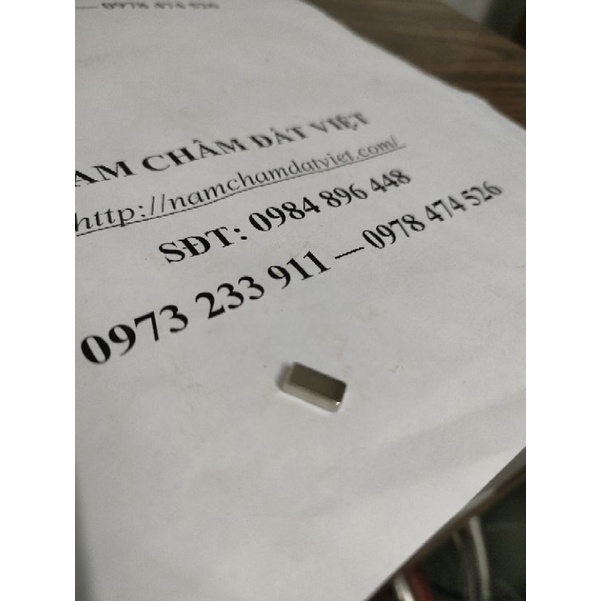 — 0978 474 526
AM CHÂM ĐẤT VIỆT
http://namchamdatviet.com/
SĐT: 0984 896 448
0973 233 911 — 0978 474 526